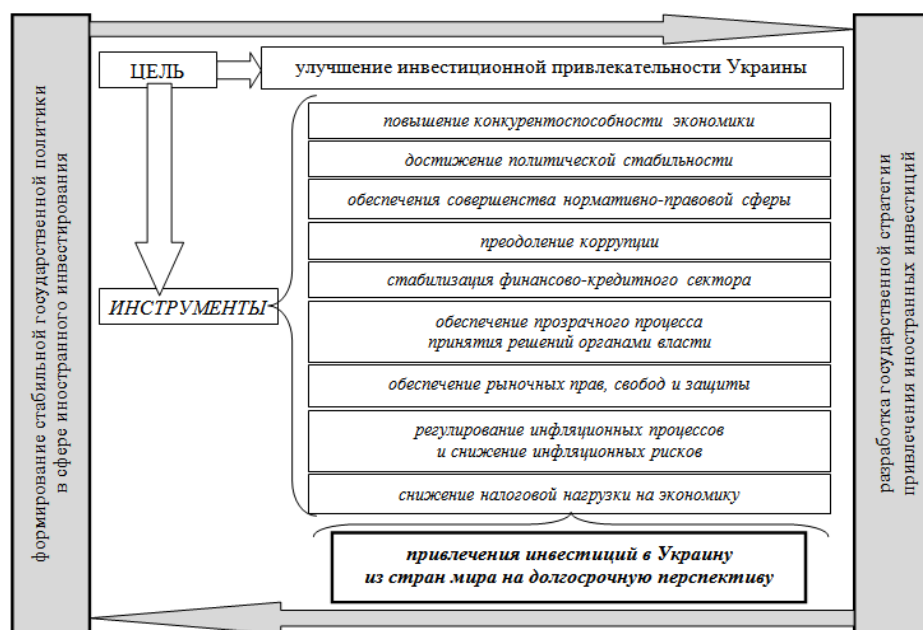 формирование стабильной государственной политики
в сфере иностранного инвестирования
ЦЕЛЬ
улучшение инвестиционной привлекательности Украины
повышение конкурентоспособности экономики
достижение политической стабильности
обеспечения совершенства нормативно-правовой сферы
преодоление коррупции
стабилизация финансово-кредитного сектора
ИНСТРУМЕНТЫ
обеспечение прозрачного процесса
принятия решений органами власти
обеспечение рыночных прав, свобод и защиты
регулирование инфляционных процессов
и снижение инфляционных рисков
снижение налоговой нагрузки на экономику
привлечения инвестиций в Украину
из стран мира на долгосрочную перспективу
разработка государственной стратегии
привлечения иностранных инвестиций